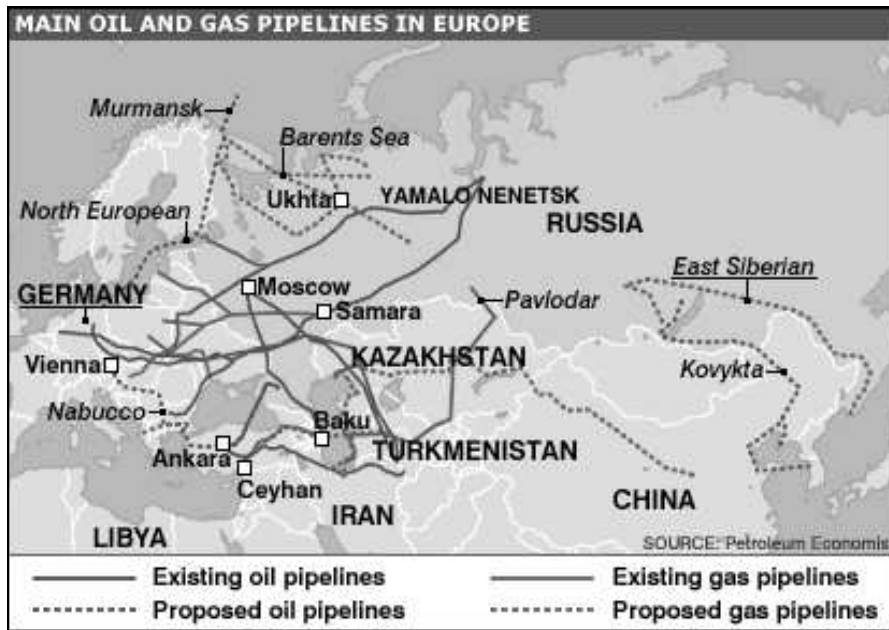 MAIN OIL AND GAS PIPELINES IN EUROPE
Murmansk
Barents Sea
Ukhta
YAMALO NENETSK
North European
RUSSIA
East Siberian
Moscow
GERMANY
Pavlodar
Samara
Vienna
KAZAKHSTAN
Kovykta
Nabucco
Baku
Ankara
TURKMENISTAN
Ceyhan
CHINA
IRAN
LIBYA
SOURCE: Petroleum Economis
Existing oil pipelines
Existing gas pipelines
Proposed oil pipelines
Proposed gas pipelines